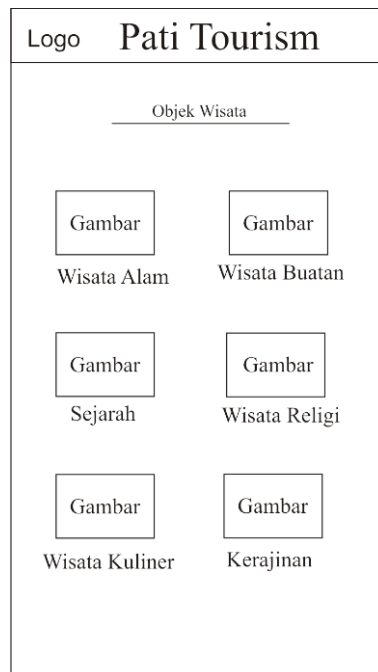 Logo Pati Tourism
Objek Wisata
Gambar Gambar
Wisata Alam Wisata Buatan
Gambar Gambar
Sejarah Wisata Religi
Gambar Gambar
Wisata Kuliner Kerajinan